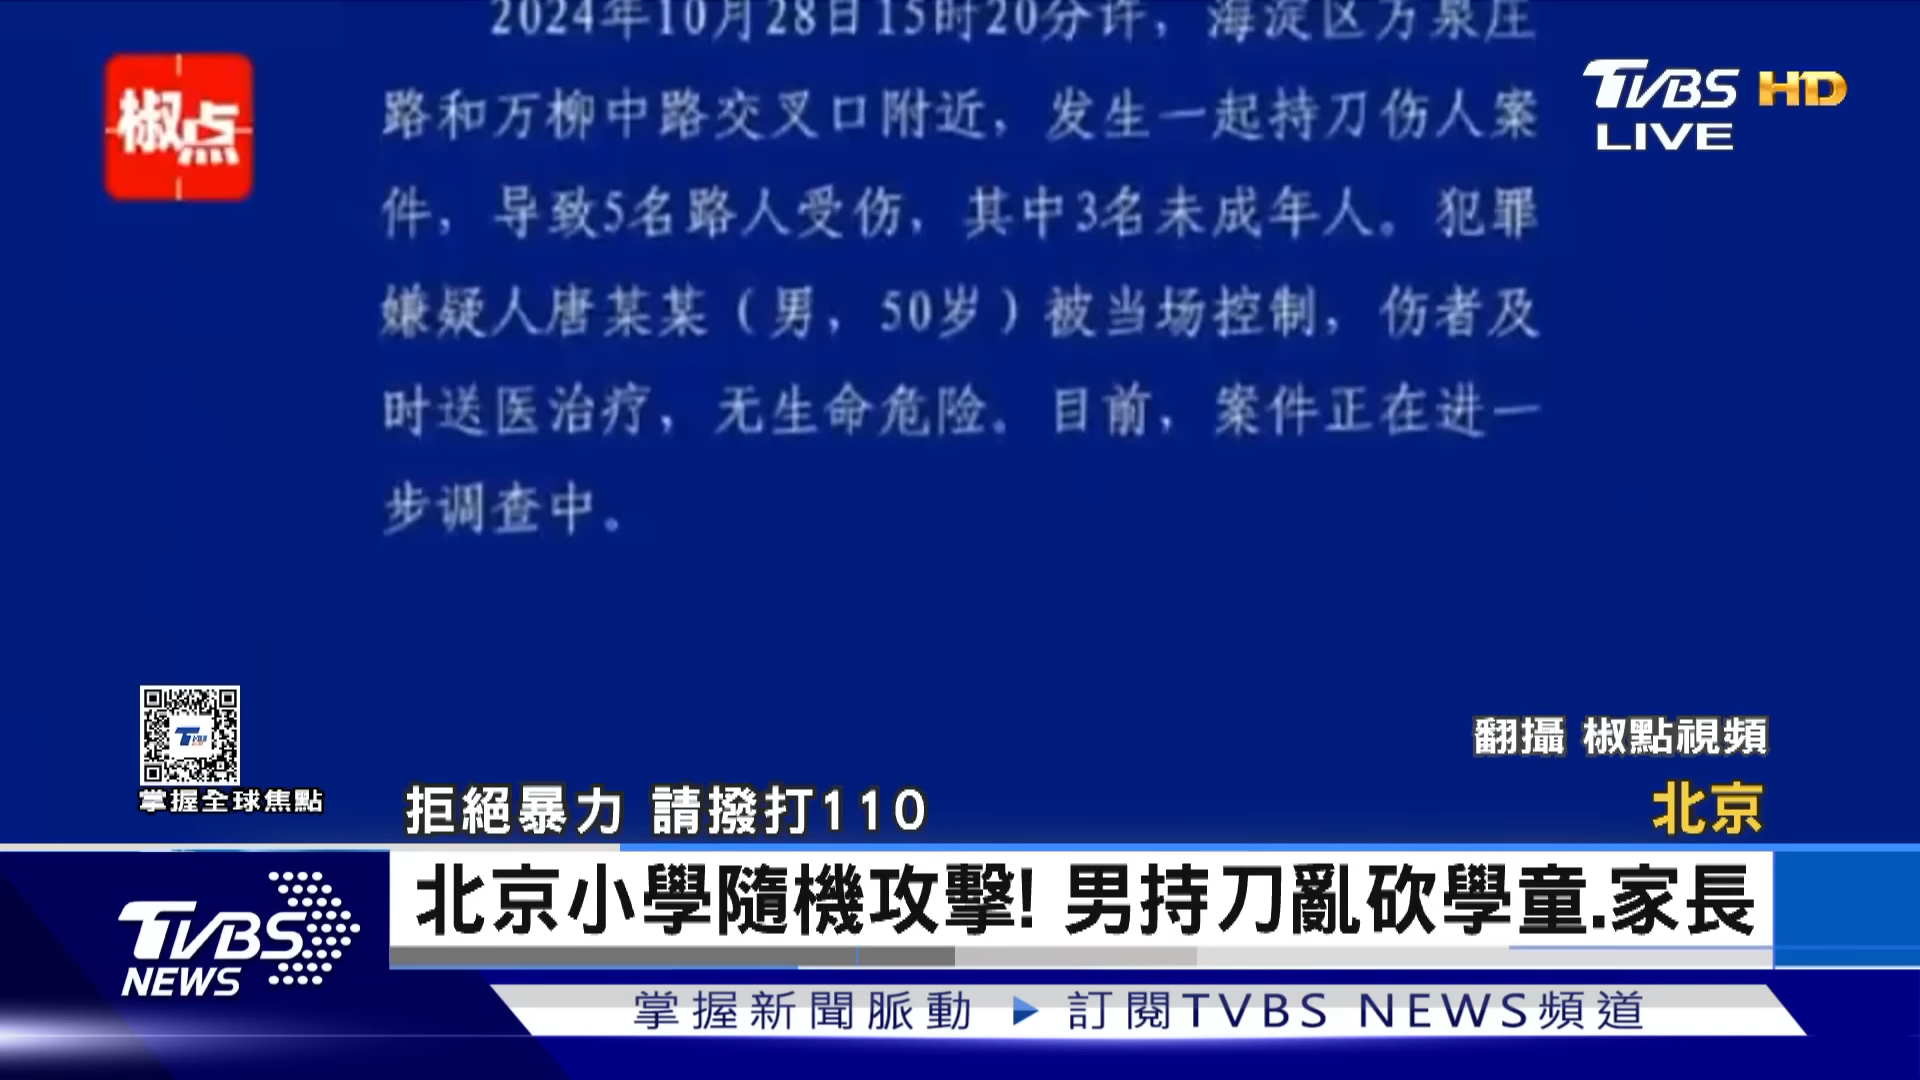 2024年10月28日15时20分许，海淀区万泉庄
路和万柳中路交叉口附近，发生一起持刀伤人案
件，导致5名路人受伤，其中3名未成年人。犯罪
嫌疑人唐某某（男，50岁）被当场控制，伤者及
时送医治疗，无生命危险。目前，案件正在进一
步调查中。
椒点
TVBS HD
LIVE
TVBS
掌握全球焦點
翻攝 椒點視頻
拒絕暴力 請撥打110
北京
北京小學隨機攻擊! 男持刀亂砍學童.家長
TVBS
NEWS
掌握新聞脈動 ▶ 訂閱TVBS NEWS頻道